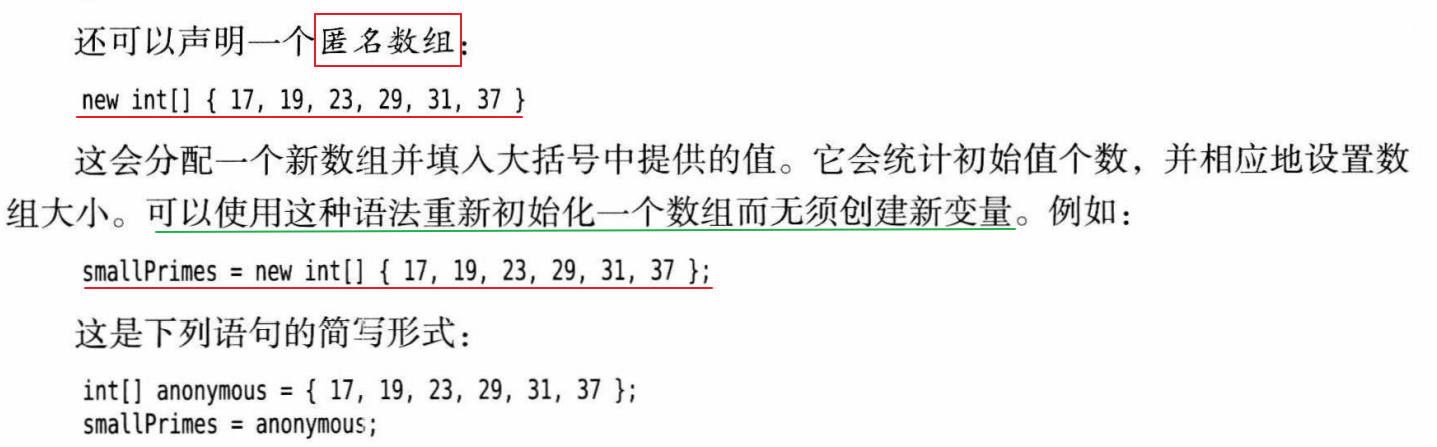 还可以声明一个匿名数组：
new int[] { 17, 19, 23, 29, 31, 37 }
这会分配一个新数组并填入大括号中提供的值。它会统计初始值个数，并相应地设置数
组大小。可以使用这种语法重新初始化一个数组而无须创建新变量。例如：
smallPrimes = new int[] { 17, 19, 23, 29, 31, 37 };
这是下列语句的简写形式：
int[] anonymous = { 17, 19, 23, 29, 31, 37 };
smallPrimes = anonymous;